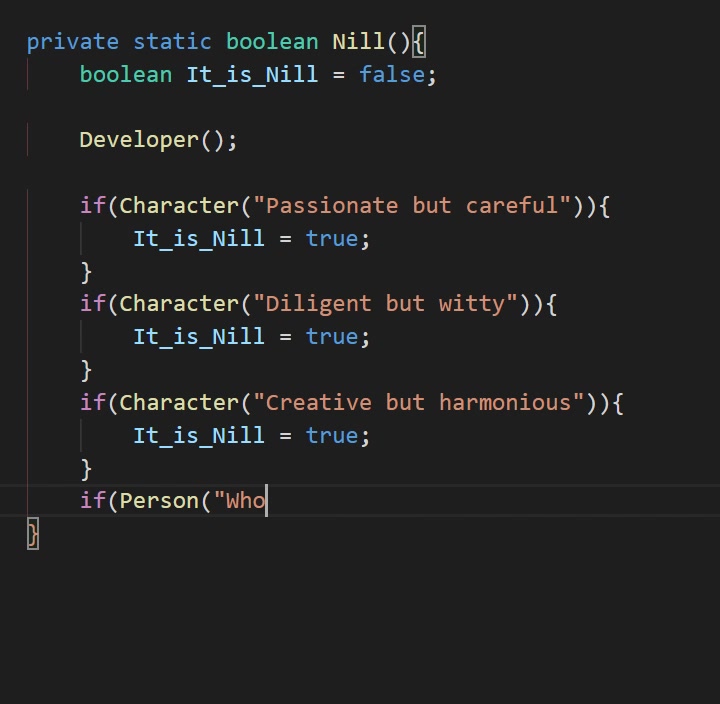 private static boolean Nill(){
    boolean It_is_Nill = false;
    Developer();
    if(Character("Passionate but careful")){
        It_is_Nill = true;
    }
    if(Character("Diligent but witty")){
        It_is_Nill = true;
    }
    if(Character("Creative but harmonious")){
        It_is_Nill = true;
    }
    if(Person("Who
}